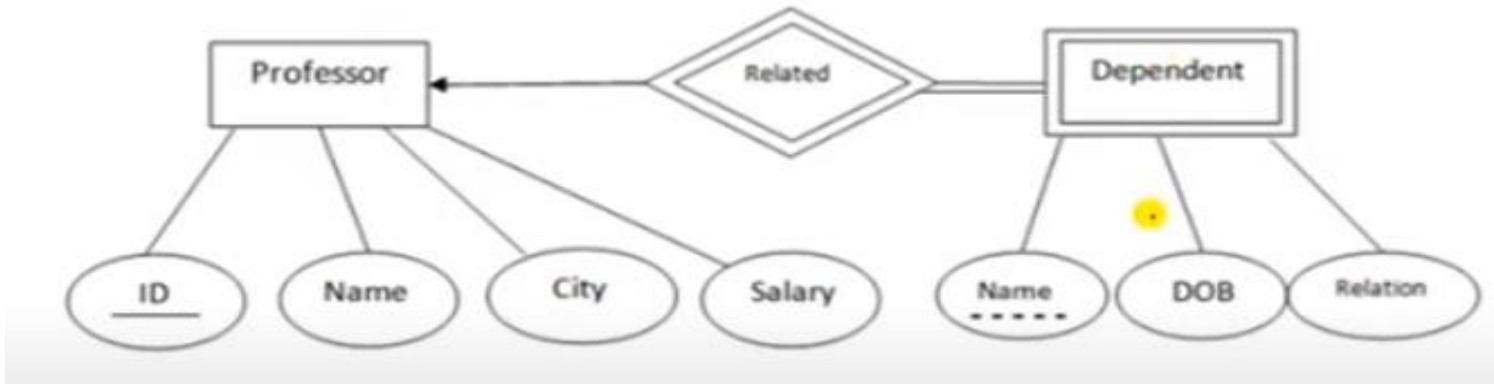 Professor
Related
Dependent
ID
Name
City
Salary
Name
DOB
Relation